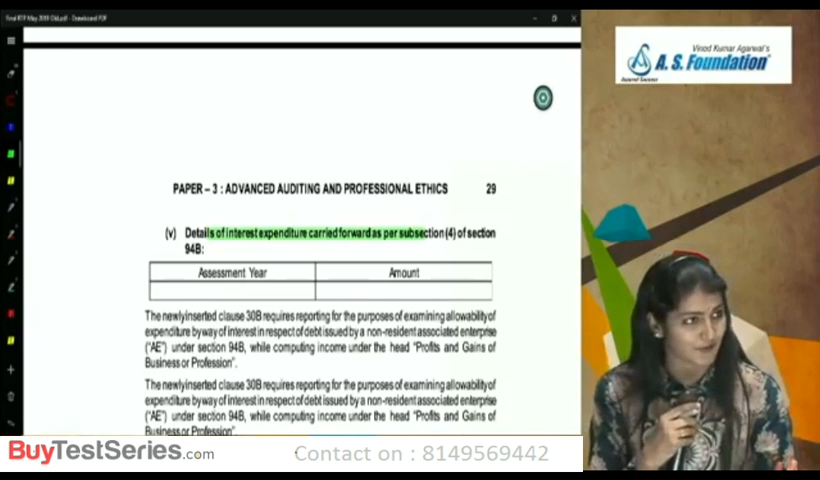 Final RTP May 2019 Old.pdf - Drawboard PDF
Vinod Kumar Agarwal's
A. S. Foundation
PAPER – 3 : ADVANCED AUDITING AND PROFESSIONAL ETHICS 29
(v) Details of interest expenditure carried forward as per subsection (4) of section
94B:
Assessment Year Amount
The newly inserted clause 30B requires reporting for the purposes of examining allowability of
expenditure by way of interest in respect of debt issued by a non-resident associated enterprise
("AE") under section 94B, while computing income under the head "Profits and Gains of
Business or Profession".
The newly inserted clause 30B requires reporting for the purposes of examining allowability of
expenditure by way of interest in respect of debt issued by a non-resident associated enterprise
("AE") under section 94B, while computing income under the head "Profits and Gains of
Business or Profession".
BuyTestSeries.com
Contact on : 8149569442